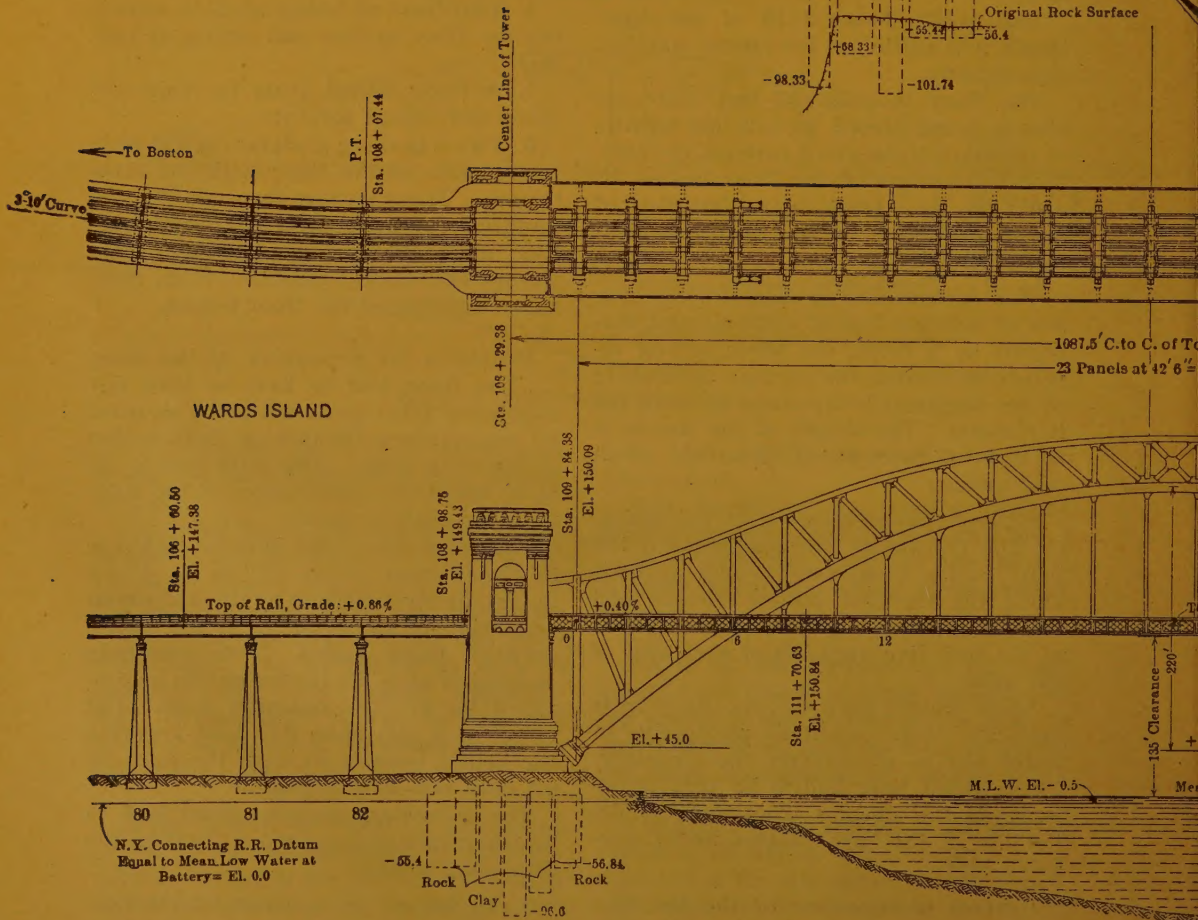 Original Rock Surface
+55.44
-56.4
+68 33
-98.33
-101.74
Center Line of Tower
P.T.
Sta. 108 + 07.44
To Boston
3°10′ Curve
Sta. 108 + 29.38
1087.5′ C. to C. of To
23 Panels at 42′ 6″=
WARDS ISLAND
Sta. 109 + 84.38
El. +150.09
Sta. 106 + 60.50
El. +147.38
Sta. 108 + 98.75
El. +149.43
Top of Rail, Grade: +0.86%
+0.40%
T
0
6
12
Sta. 111 + 70.63
El. +150.84
135′ Clearance
220′
El. +45.0
+
M.L.W. El.- 0.5
Me
80
81
82
N.Y. Connecting R.R. Datum
Equal to Mean Low Water at
Battery= El. 0.0
-55.4
-56.84
Rock
Rock
Clay
-96.6